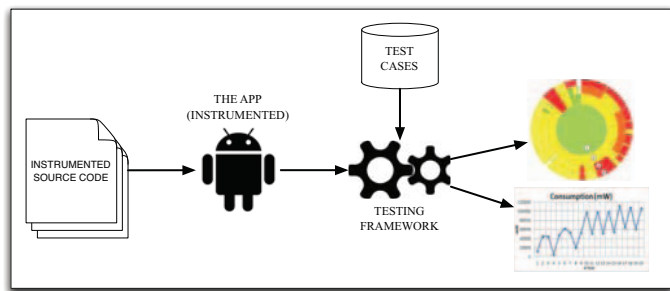 TEST
CASES
THE APP
(INSTRUMENTED)
INSTRUMENTED
SOURCE CODE
TESTING
FRAMEWORK
Consumption (mW)